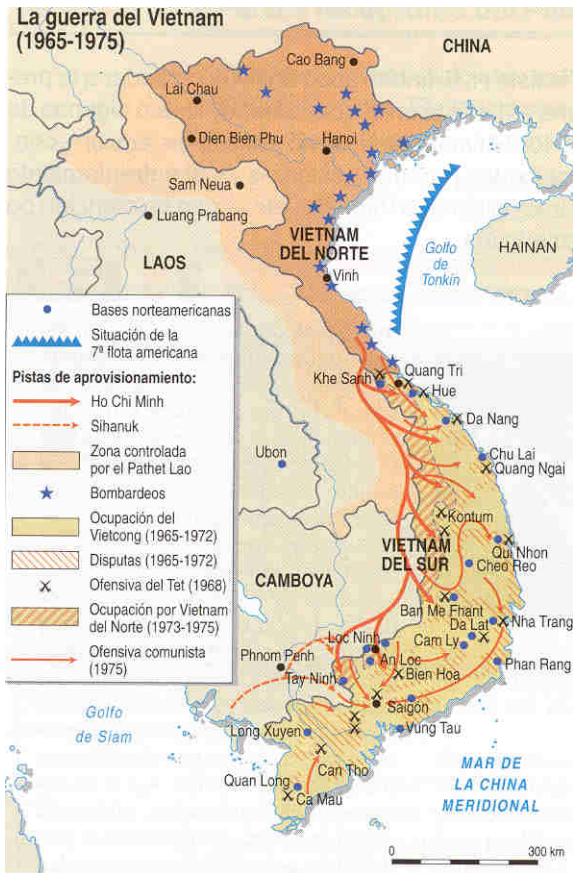 La guerra del Vietnam
(1965-1975)
CHINA
Cao Bang
Lai Chau
Dien Bien Phu
Hanoi
Sam Neua
Luang Prabang
VIETNAM
DEL NORTE
Golfo
de
Tonkín
HAINAN
LAOS
Vinh
Bases norteamericanas
Situación de la
7ª flota americana
Pistas de aprovisionamiento:
Ho Chi Minh
Sihanuk
Zona controlada
por el Pathet Lao
Bombardeos
Ocupación del
Vietcong (1965-1972)
Disputas (1965-1972)
Ofensiva del Tet (1968)
Ocupación por Vietnam
del Norte (1973-1975)
Ofensiva comunista
(1975)
Khe Sanh
Quang Tri
Hue
Da Nang
Ubon
Chu Lai
Quang Ngai
Kontum
VIETNAM
DEL SUR
Qui Nhon
Cheo Reo
CAMBOYA
Ban Me Fhant
Nha Trang
Da Lat
Loc Ninh
Cam Ly
Phnom Penh
An Loc
Phan Rang
Tay Ninh
Bien Hoa
Saigón
Golfo
de Siam
Long Xuyen
Vung Tau
Can Tho
Quan Long
Ca Mau
MAR DE
LA CHINA
MERIDIONAL
0
300 km